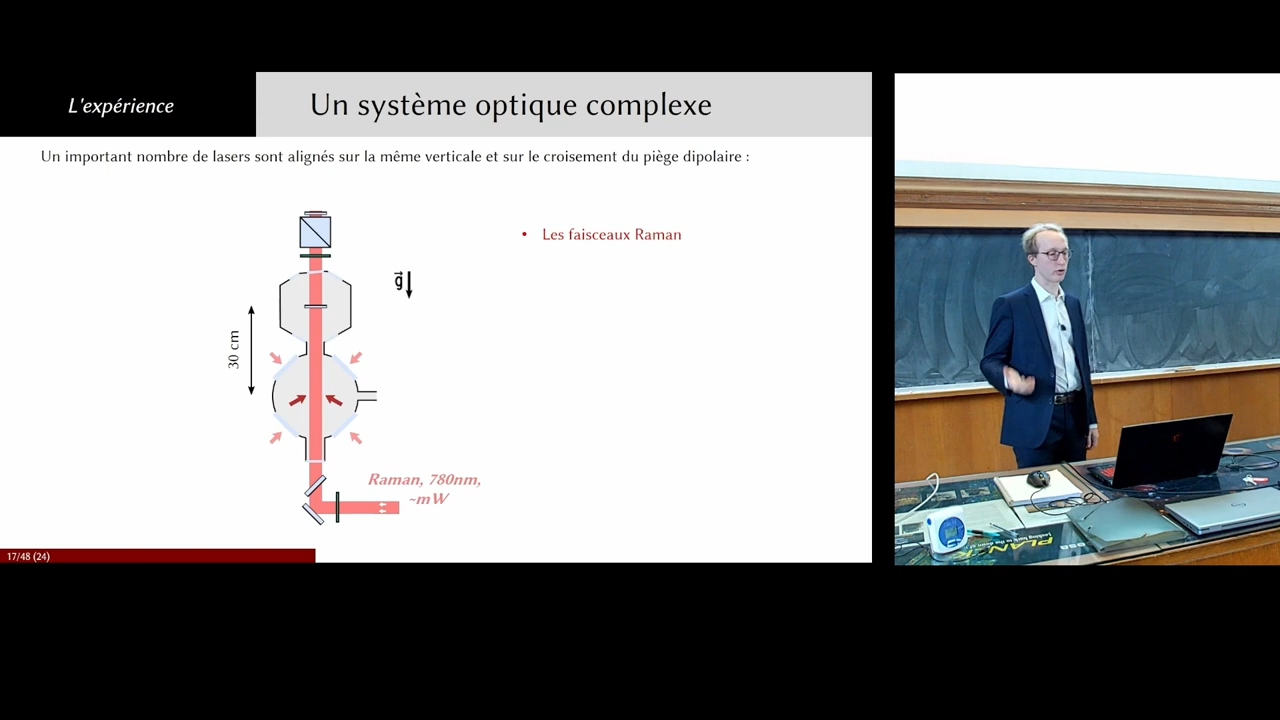 L'expérience
Un système optique complexe
Un important nombre de lasers sont alignés sur la même verticale et sur le croisement du piège dipolaire :
• Les faisceaux Raman
g
30 cm
Raman, 780nm,
~mW
17/48 (24)
PLANCK